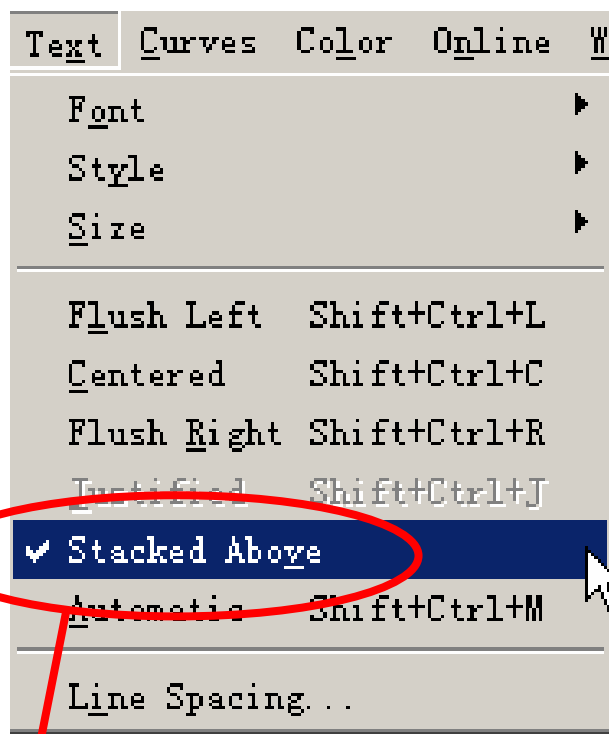 Text Curves Color Online W
Font
Style
Size
Flush Left Shift+Ctrl+L
Centered Shift+Ctrl+C
Flush Right Shift+Ctrl+R
Justified Shift+Ctrl+J
Stacked Above
Automatic Shift+Ctrl+M
Line Spacing...